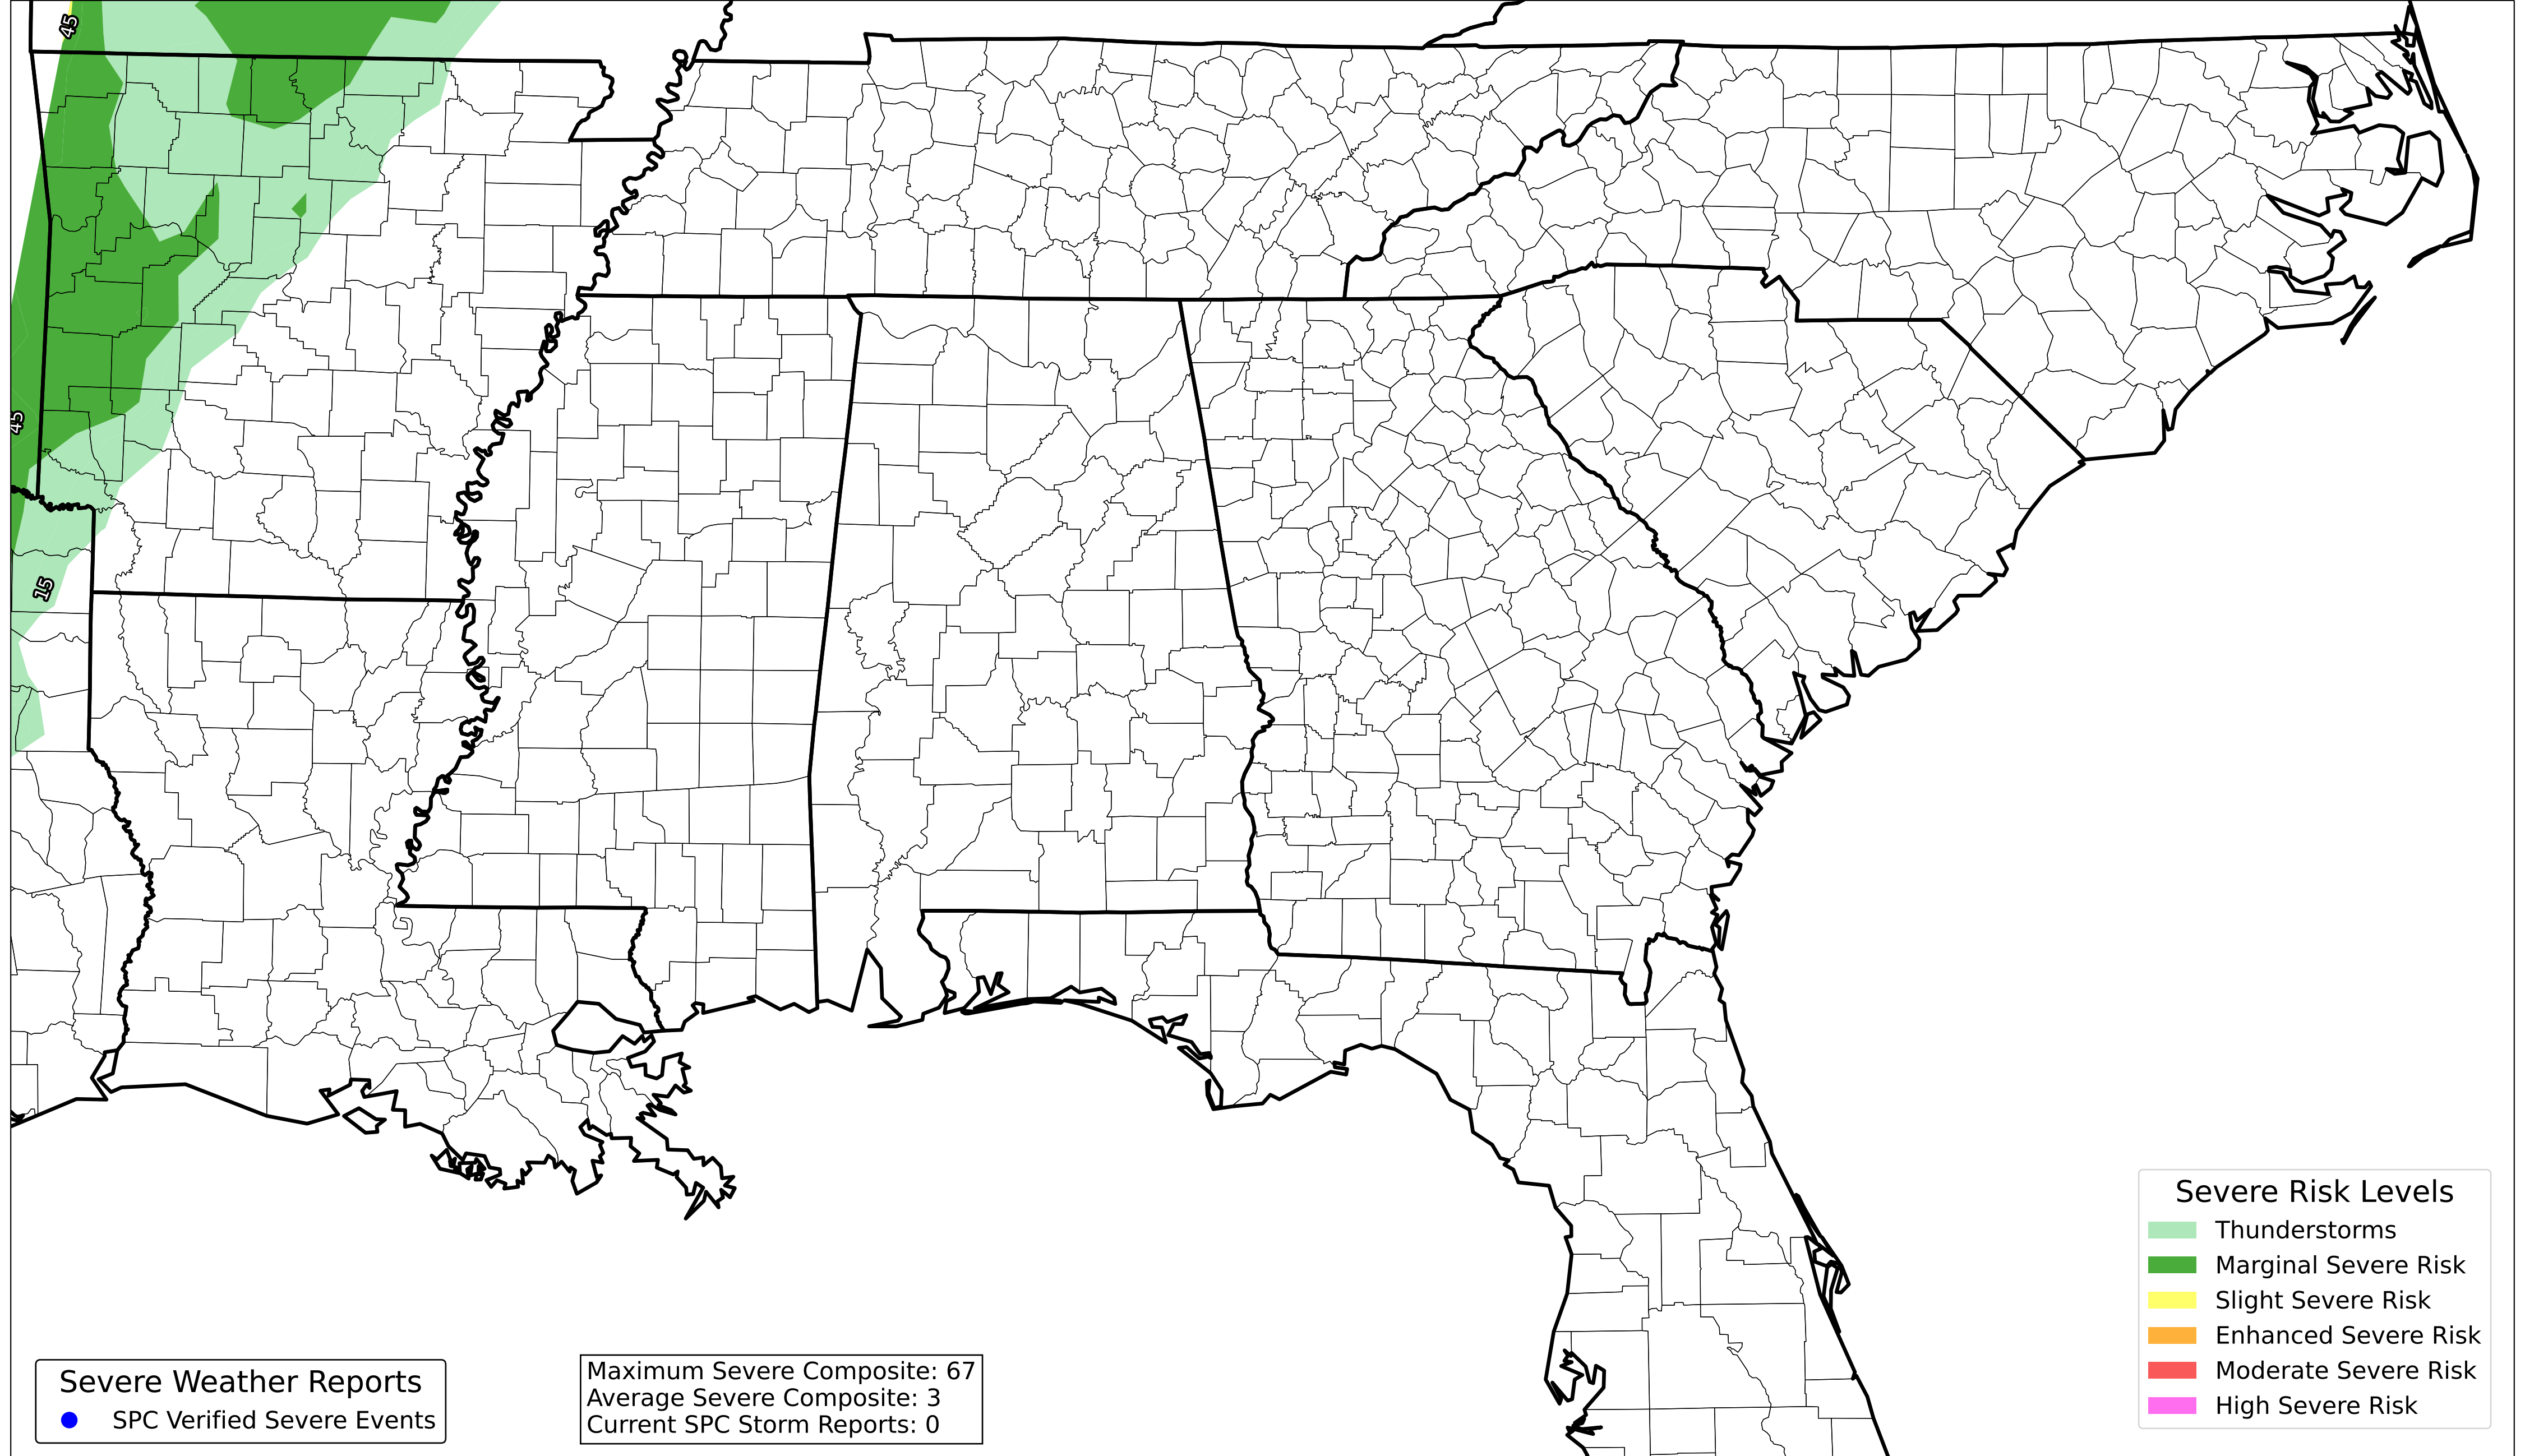 45
45
15
Severe Risk Levels
Thunderstorms
Marginal Severe Risk
Slight Severe Risk
Enhanced Severe Risk
Moderate Severe Risk
High Severe Risk
Severe Weather Reports
SPC Verified Severe Events
Maximum Severe Composite: 67
Average Severe Composite: 3
Current SPC Storm Reports: 0